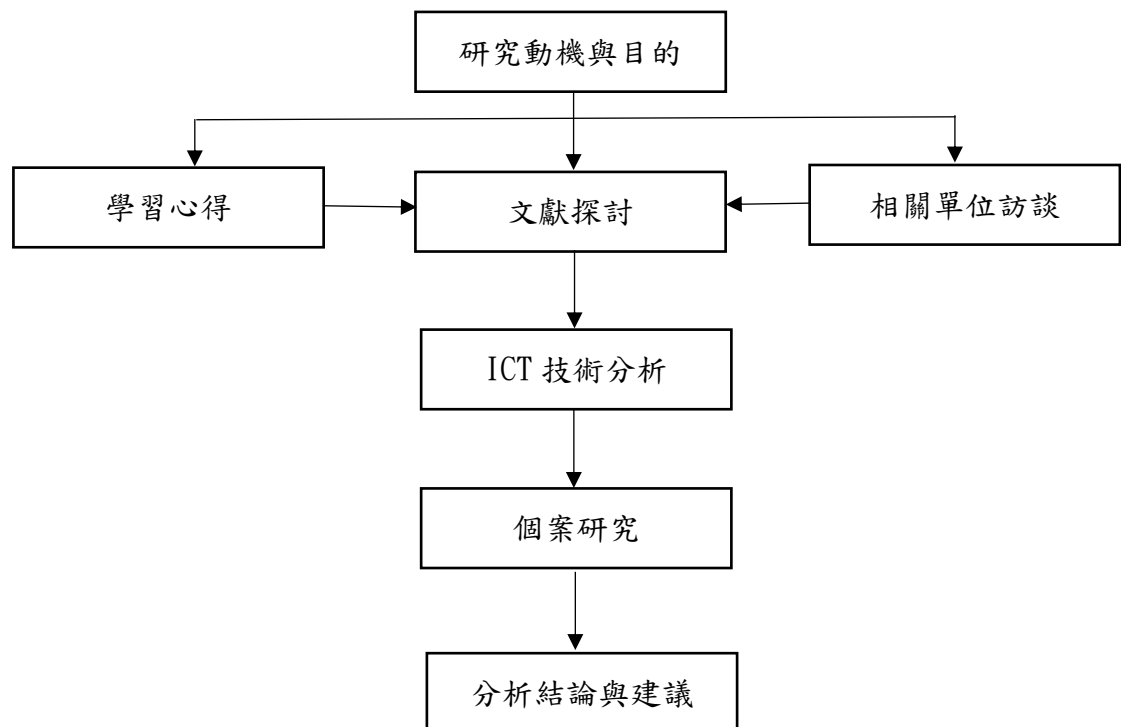 研究動機與目的
學習心得
文獻探討
相關單位訪談
ICT 技術分析
個案研究
分析結論與建議